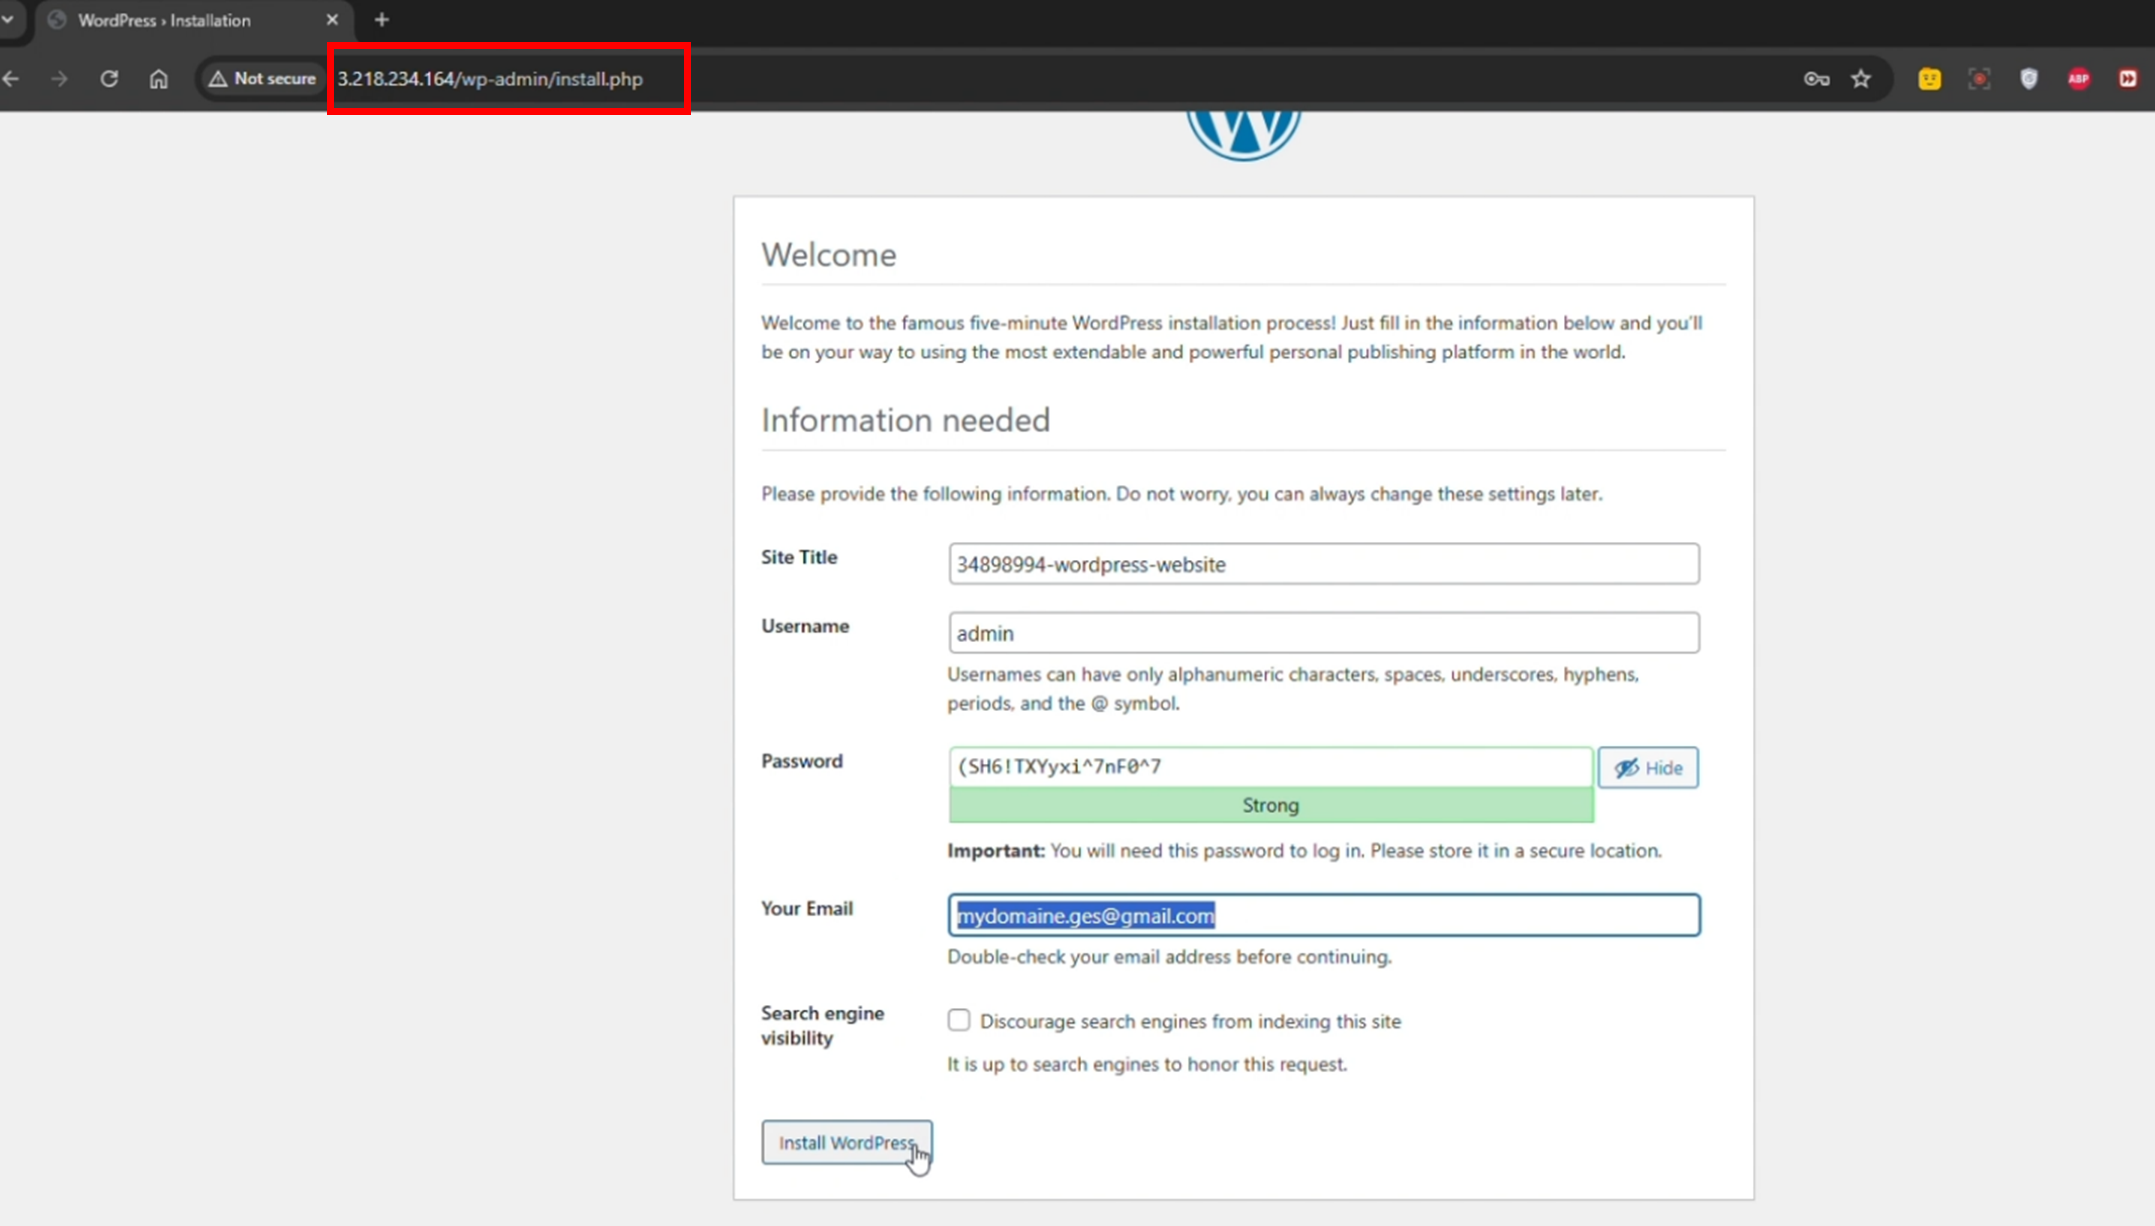 WordPress › Installation
Not secure
3.218.234.164/wp-admin/install.php
ABP
Welcome
Welcome to the famous five-minute WordPress installation process! Just fill in the information below and you'll
be on your way to using the most extendable and powerful personal publishing platform in the world.
Information needed
Please provide the following information. Do not worry, you can always change these settings later.
Site Title
34898994-wordpress-website
Username
admin
Usernames can have only alphanumeric characters, spaces, underscores, hyphens,
periods, and the @ symbol.
Password
(SH6!TXYyxi^7nF0^7
Hide
Strong
Important: You will need this password to log in. Please store it in a secure location.
Your Email
mydomaine.ges@gmail.com
Double-check your email address before continuing.
Search engine
visibility
Discourage search engines from indexing this site
It is up to search engines to honor this request.
Install WordPress